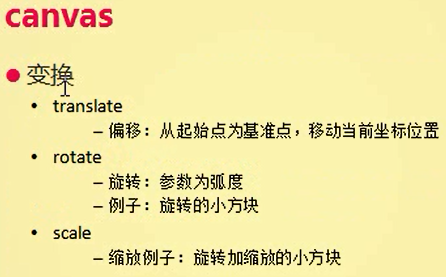 canvas
变换
translate
– 偏移：从起始点为基准点，移动当前坐标位置
rotate
– 旋转：参数为弧度
– 例子：旋转的小方块
scale
– 缩放例子：旋转加缩放的小方块